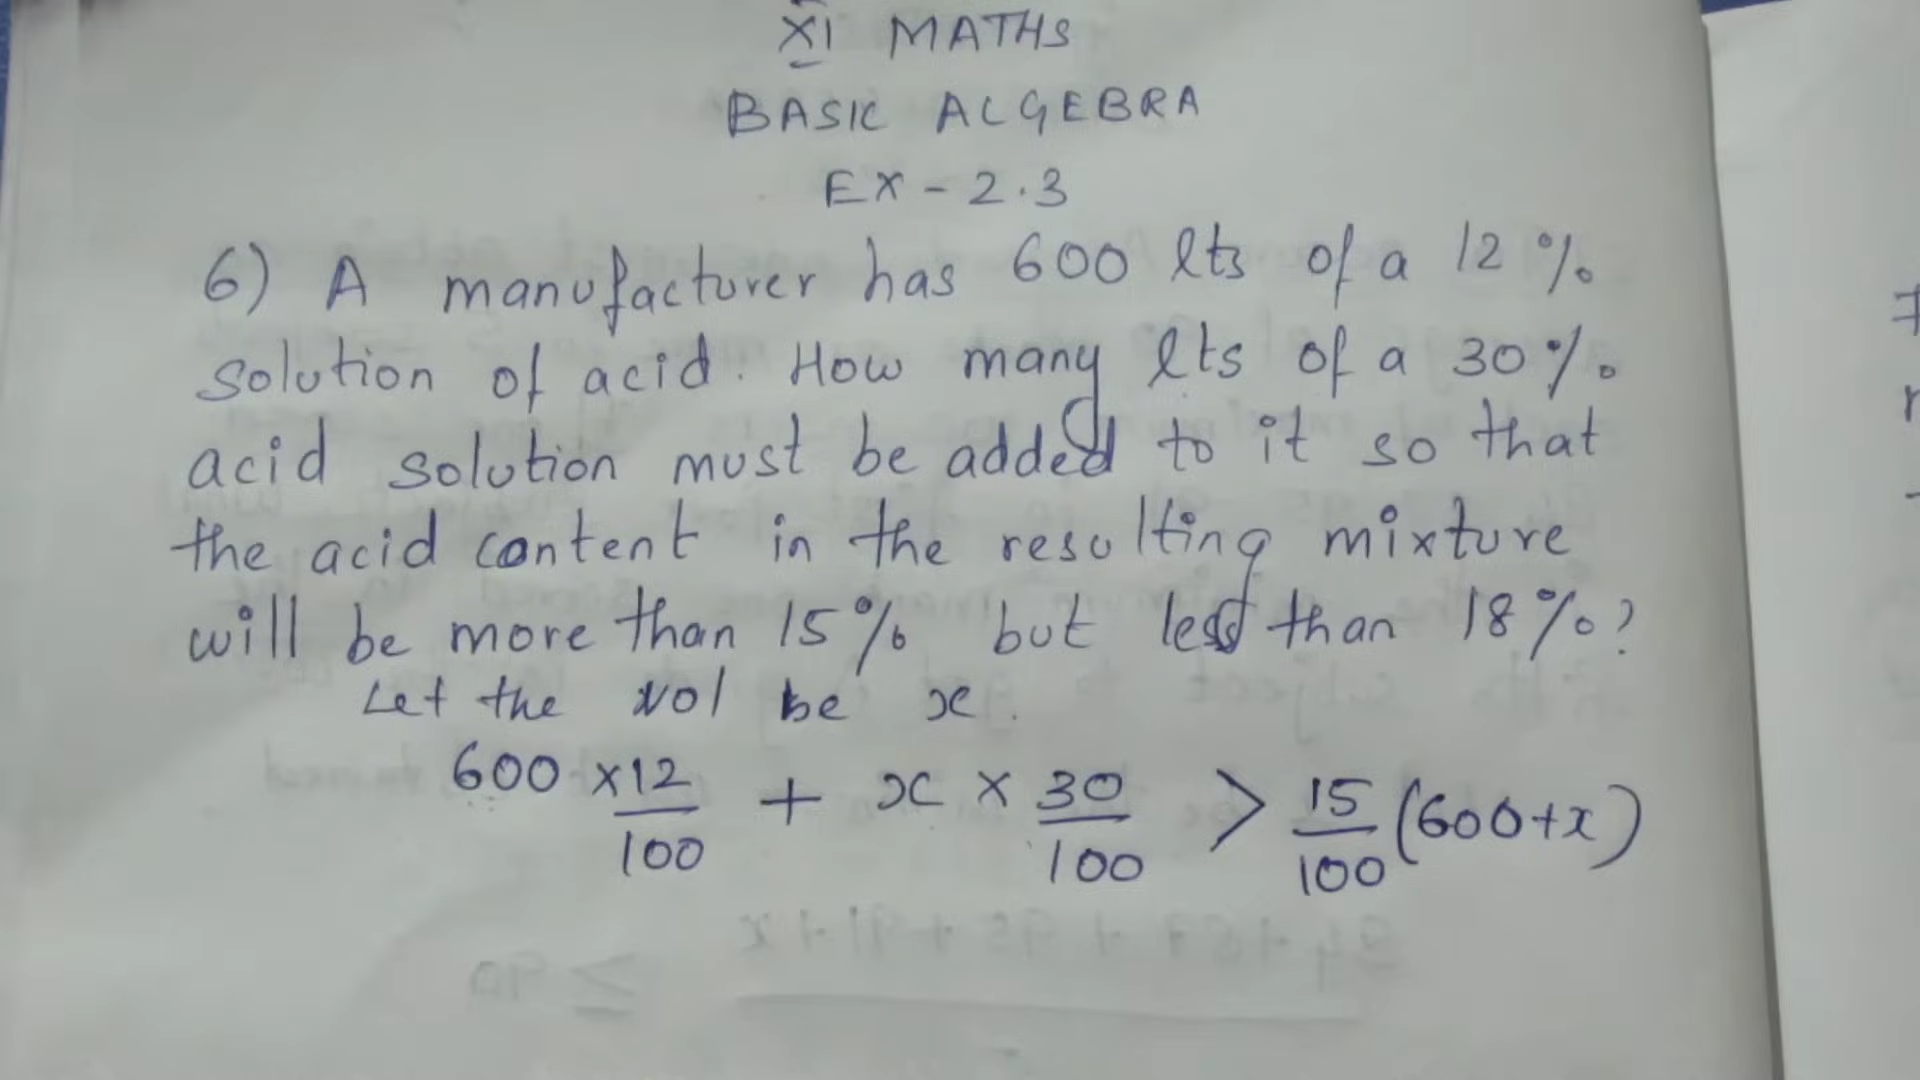 XI MATHS
BASIC ALGEBRA
EX - 2.3
6) A manufacturer has 600 lts of a 12%
solution of acid. How many lts of a 30%
acid solution must be added to it so that
the acid content in the resulting mixture
will be more than 15% but less than 18%?
Let the vol be x.
600 × 12/100 + x × 30/100 > 15/100 (600+x)